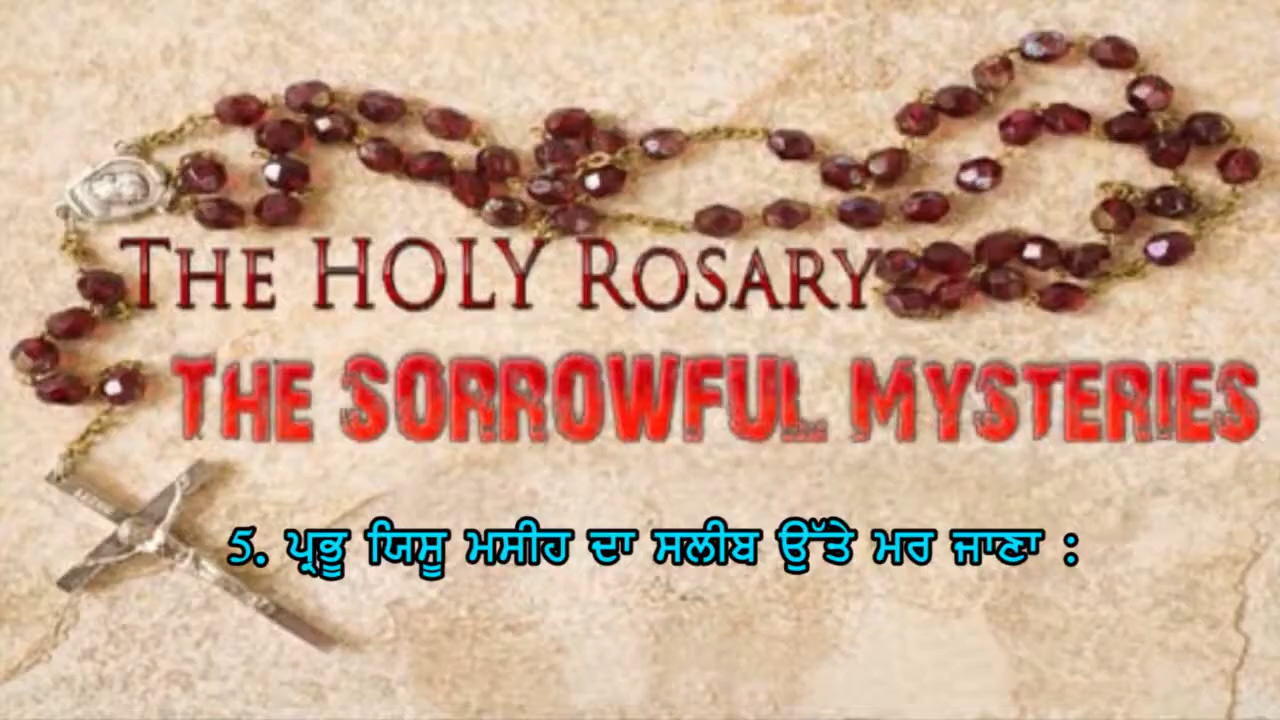 THE HOLY ROSARY
THE SORROWFUL MYSTERIES
5. ਪ੍ਰਭੂ ਯਿਸ਼ੂ ਮਸੀਹ ਦਾ ਸਲੀਬ ਉੱਤੇ ਮਰ ਜਾਣਾ :